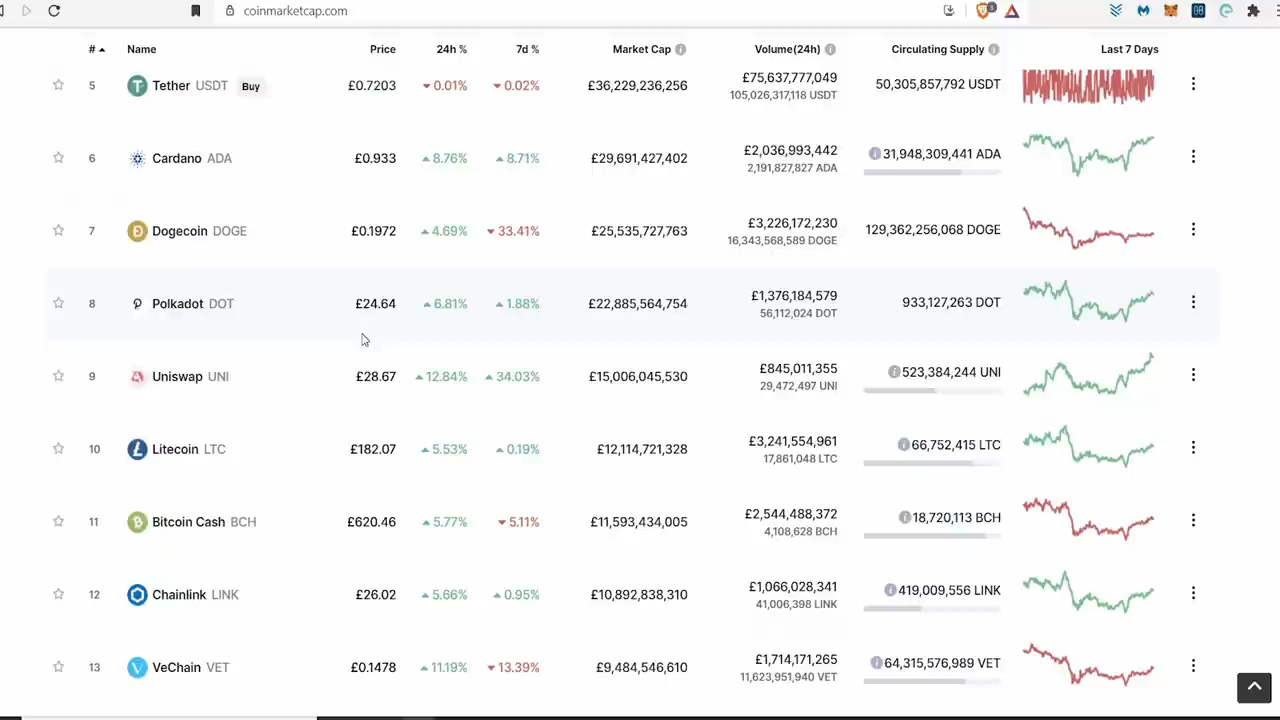 coinmarketcap.com
# Name Price 24h % 7d % Market Cap Volume(24h) Circulating Supply Last 7 Days
5 Tether USDT Buy £0.7203 0.01% 0.02% £36,229,236,256 £75,637,777,049 50,305,857,792 USDT
105,026,317,118 USDT
6 Cardano ADA £0.933 8.76% 8.71% £29,691,427,402 £2,036,993,442 31,948,309,441 ADA
2,191,827,827 ADA
7 Dogecoin DOGE £0.1972 4.69% 33.41% £25,535,727,763 £3,226,172,230 129,362,256,068 DOGE
16,343,568,589 DOGE
8 Polkadot DOT £24.64 6.81% 1.88% £22,885,564,754 £1,376,184,579 933,127,263 DOT
56,112,024 DOT
9 Uniswap UNI £28.67 12.84% 34.03% £15,006,045,530 £845,011,355 523,384,244 UNI
29,472,497 UNI
10 Litecoin LTC £182.07 5.53% 0.19% £12,114,721,328 £3,241,554,961 66,752,415 LTC
17,861,048 LTC
11 Bitcoin Cash BCH £620.46 5.77% 5.11% £11,593,434,005 £2,544,488,372 18,720,113 BCH
4,108,628 BCH
12 Chainlink LINK £26.02 5.66% 0.95% £10,892,838,310 £1,066,028,341 419,009,556 LINK
41,006,398 LINK
13 VeChain VET £0.1478 11.19% 13.39% £9,484,546,610 £1,714,171,265 64,315,576,989 VET
11,623,951,940 VET